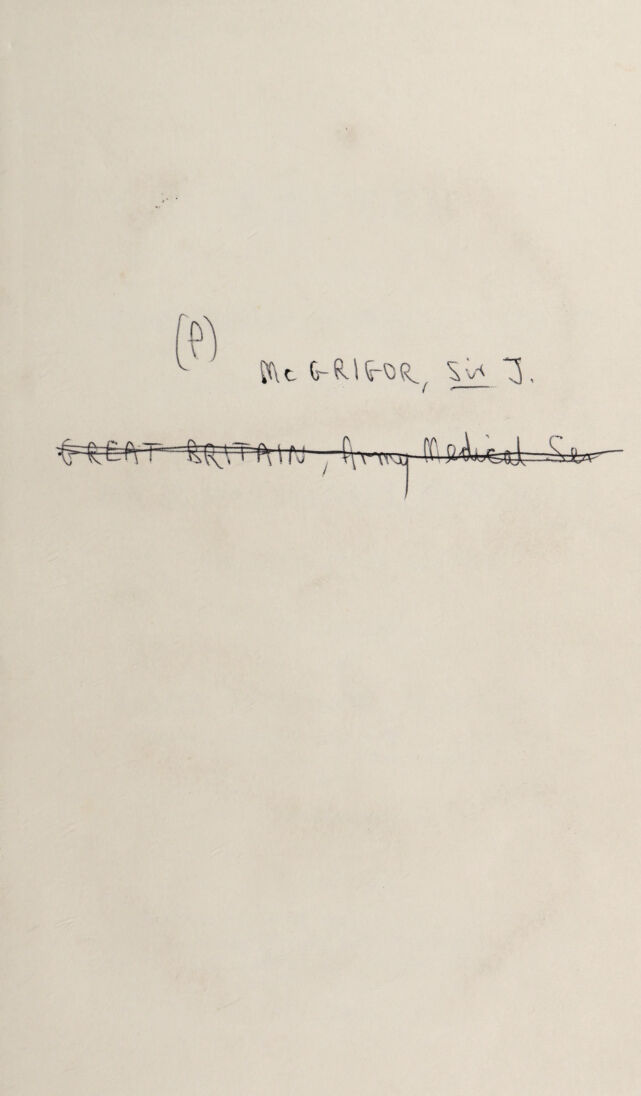 (P)
McGRIGOR, Sir J.
GREAT BRITAIN, Army Medical Ser